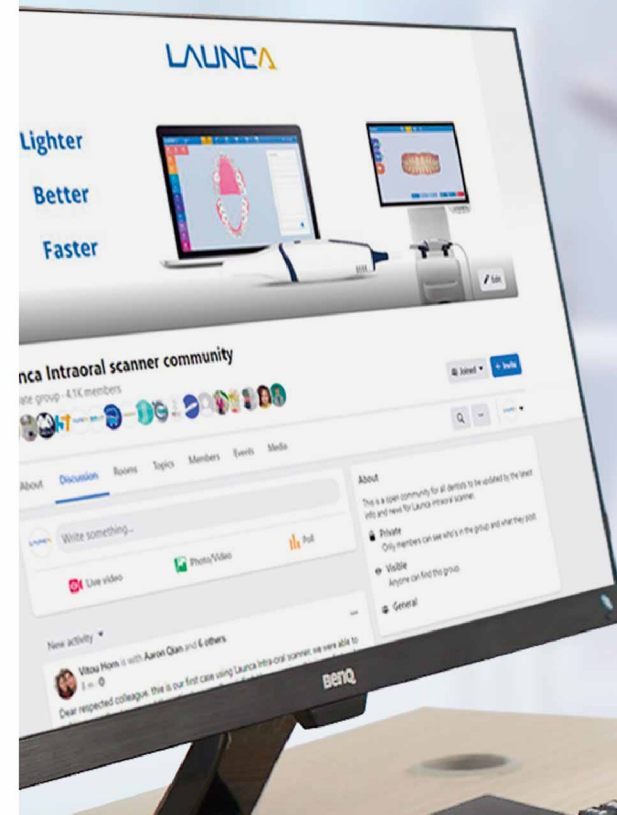 LAUNCA
Lighter
Better
Faster
Edit
nca Intraoral scanner community
ate group · 4.1K members
Joined
+ Invite
About
Discussion
Rooms
Topics
Members
Events
Media
Write something...
Live video
Photo/Video
Poll
About
This is a open community for all dentists to be updated by the latest
info and news for Launca intraoral scanner.
Private
Only members can see who's in the group and what they post.
Visible
Anyone can find this group.
General
New activity
Vitou Horn is with Aaron Qian and 6 others.
Dear respected colleague, this is our first case using Launca Intra-oral scanner, we were able to
BenQ